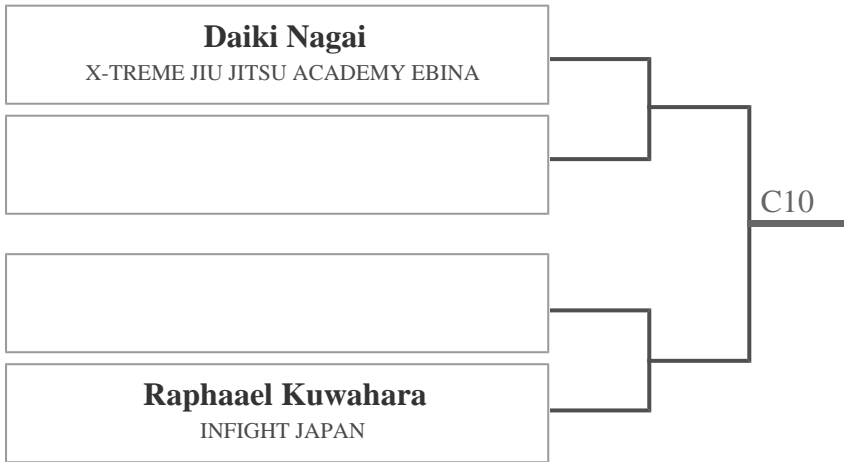 Daiki Nagai
X-TREME JIU JITSU ACADEMY EBINA
C10
Raphaael Kuwahara
INFIGHT JAPAN